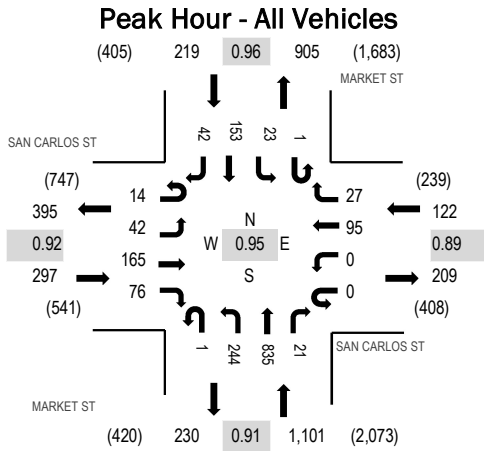 Peak Hour - All Vehicles
(405) 219 0.96 905 (1,683)
MARKET ST
SAN CARLOS ST
42 153 23 1
(747) 14 27 (239)
395 42 95 122
0.92 W N 0.95 S E 0.89
297 165 0 209
(541) 76 0 (408)
1 244 835 21
SAN CARLOS ST
MARKET ST
(420) 230 0.91 1,101 (2,073)